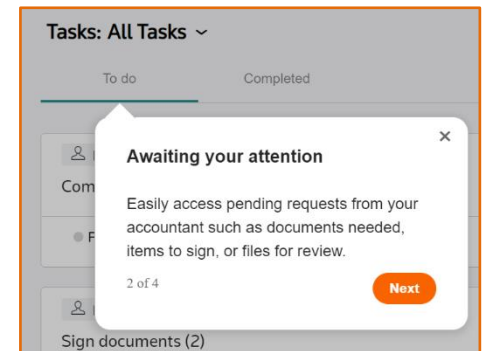 Tasks: All Tasks
To do Completed
Awaiting your attention
Com
Easily access pending requests from your
accountant such as documents needed,
F
items to sign, or files for review.
2 of 4 Next
Sign documents (2)